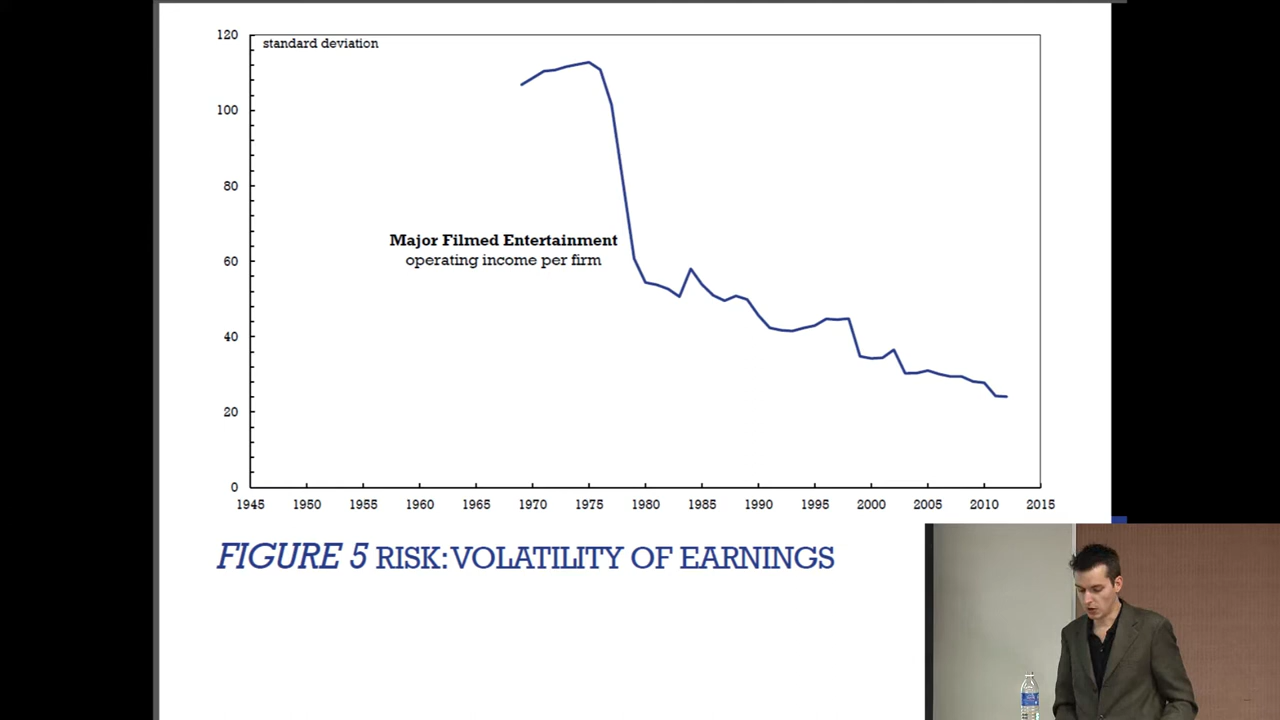 120
standard deviation
100
80
Major Filmed Entertainment
operating income per firm
60
40
20
0
1945 1950 1955 1960 1965 1970 1975 1980 1985 1990 1995 2000 2005 2010 2015
FIGURE 5 RISK: VOLATILITY OF EARNINGS